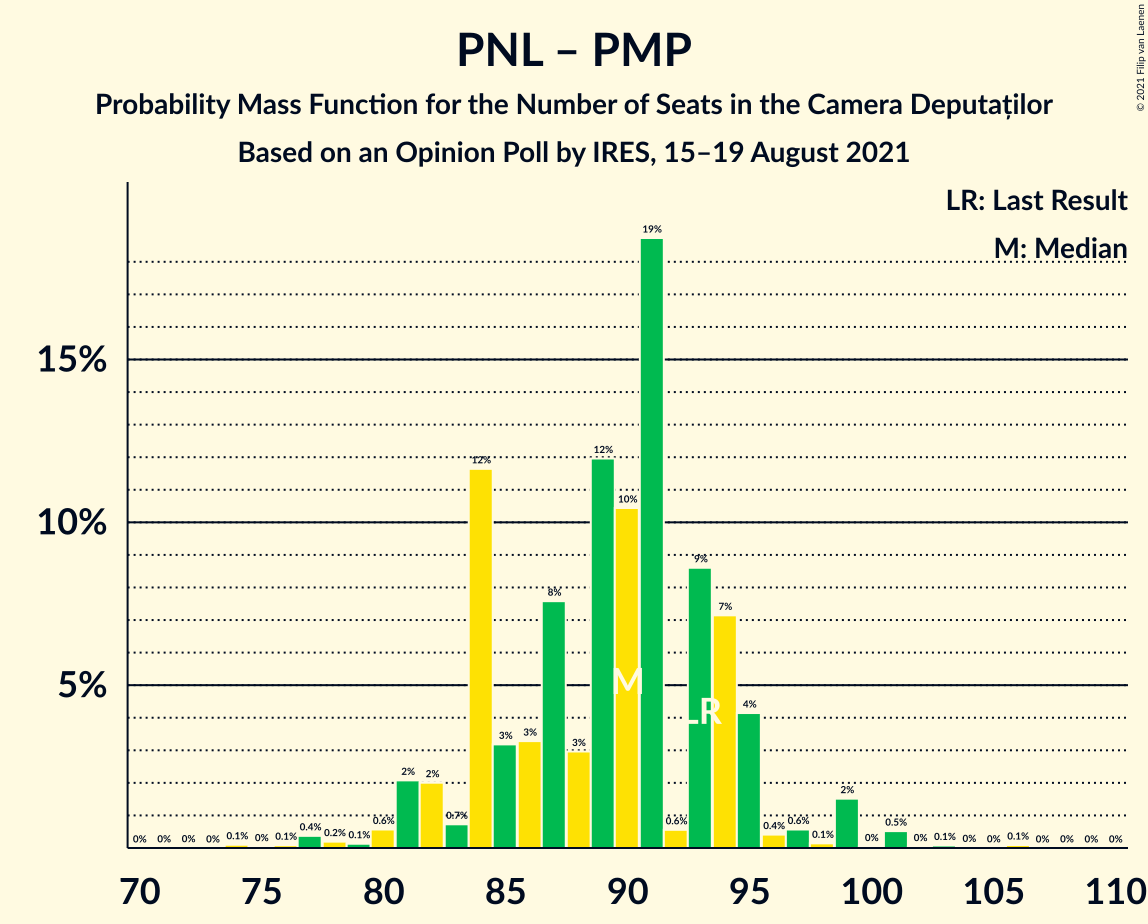 PNL – PMP
Probability Mass Function for the Number of Seats in the Camera Deputaților
Based on an Opinion Poll by IRES, 15–19 August 2021
© 2021 Filip van Laenen
LR: Last Result
M: Median
15%
10%
5%
0% 0% 0% 0% 0.1% 0% 0.1% 0.4% 0.2% 0.1% 0.6% 2% 2% 0.7% 12% 3% 3% 8% 3% 12% 10% 19% 0.6% 9% 7% 4% 0.4% 0.6% 0.1% 2% 0% 0.5% 0% 0.1% 0% 0% 0.1% 0% 0% 0% 0%
M
LR
70 75 80 85 90 95 100 105 110